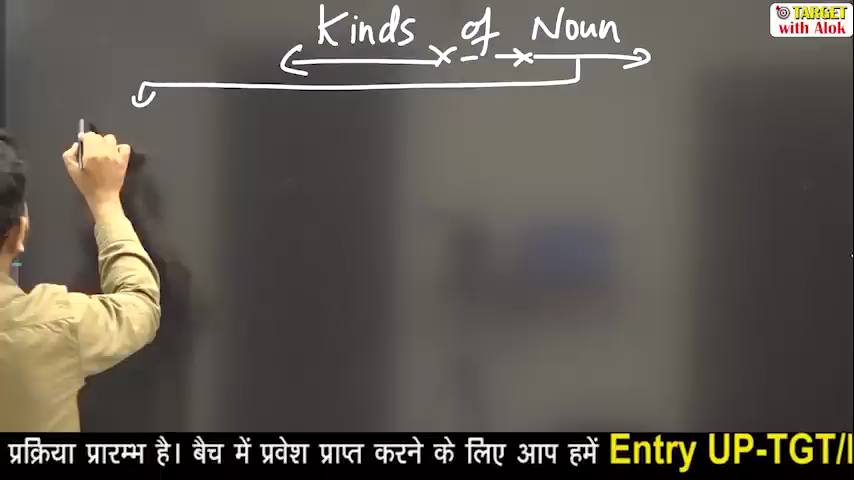 Kinds of Noun
TARGET
with Alok
प्रक्रिया प्रारम्भ है। बैच में प्रवेश प्राप्त करने के लिए आप हमें Entry UP-TGT/